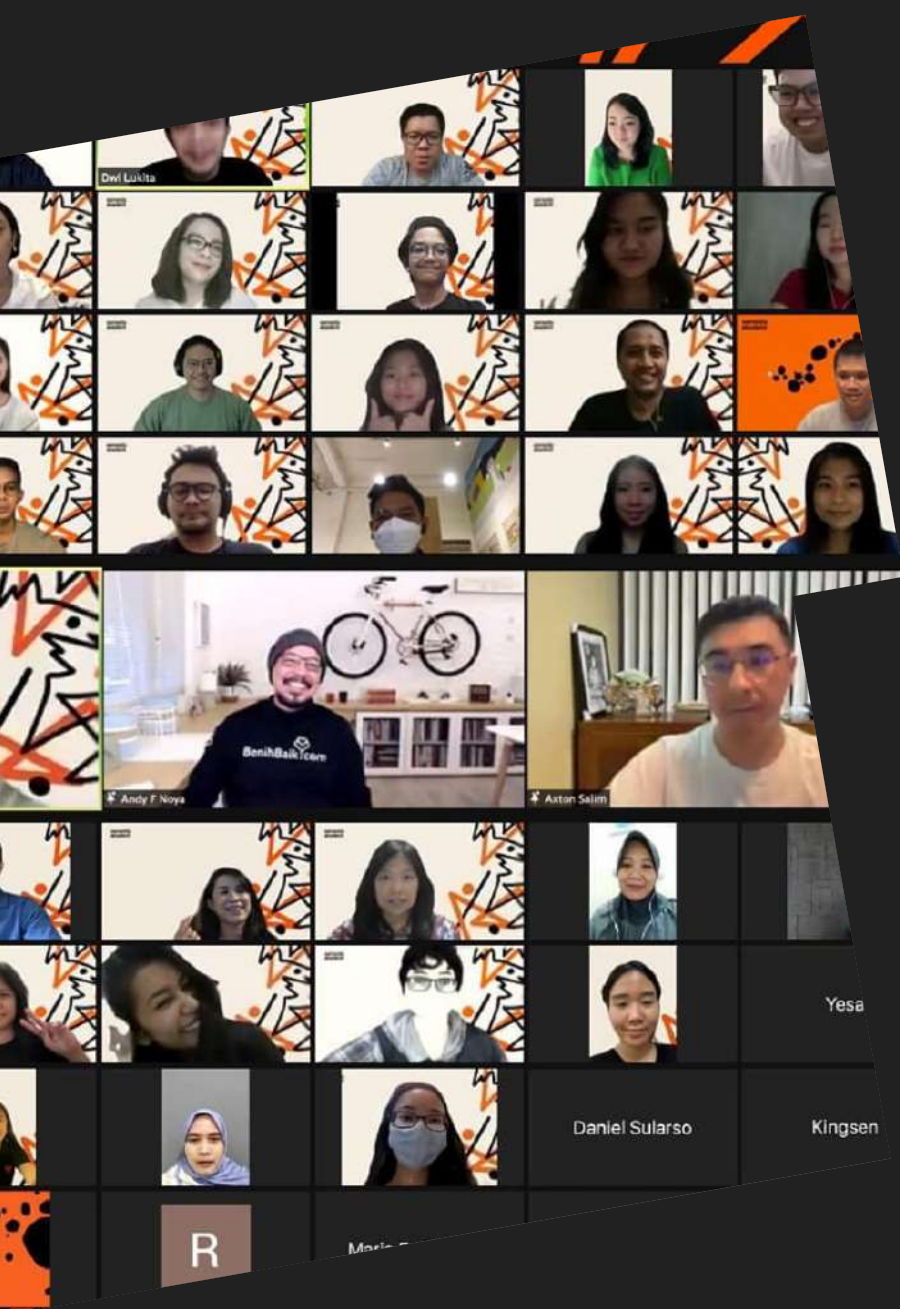 Dwi Lukita
BenihBaik.com
Andy F Noya
Axton Salim
Yesa
Daniel Sularso
Kingsen
R